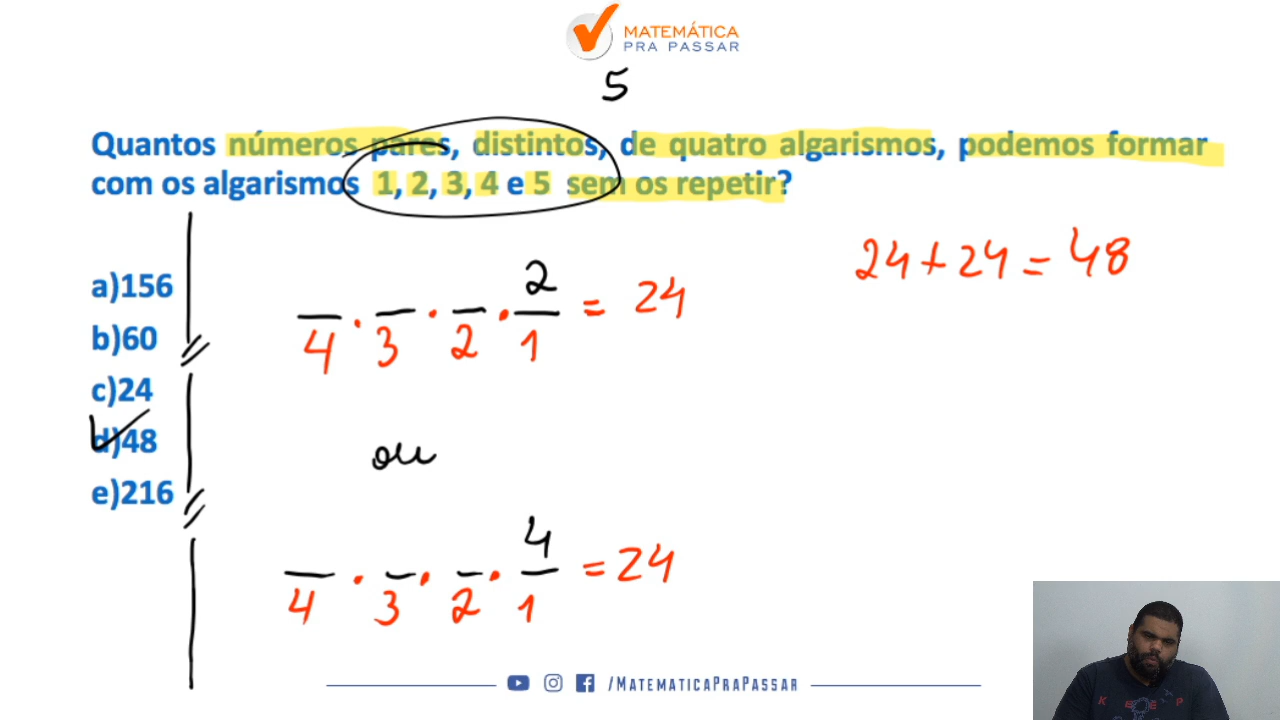 MATEMÁTICA
PRA PASSAR
5
Quantos números pares, distintos, de quatro algarismos, podemos formar
com os algarismos 1, 2, 3, 4 e 5 sem os repetir?
24 + 24 = 48
a)156
b)60
c)24
d)48
e)216
2
4 . 3 . 2 . 1 = 24
ou
4
4 . 3 . 2 . 1 = 24
/MATEMATICAPRAPASSAR
K E E P